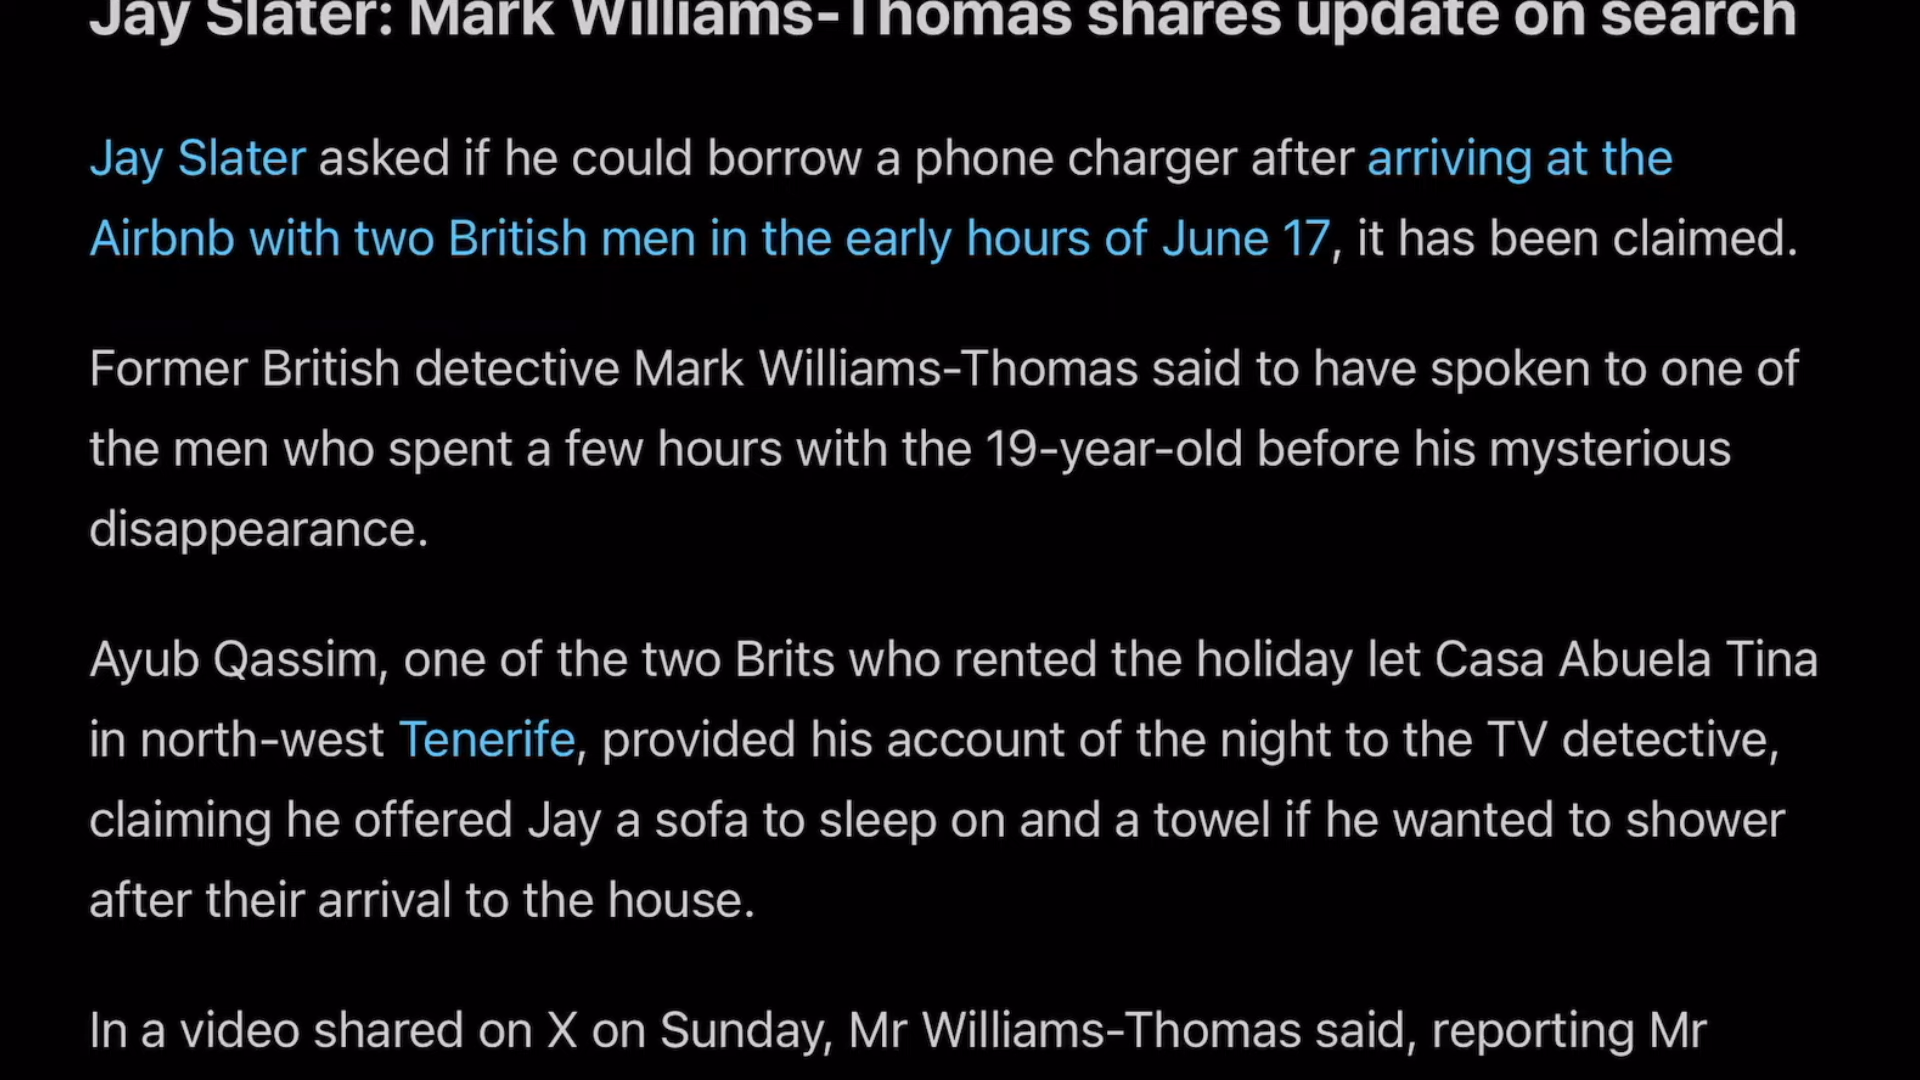 Jay Slater: Mark Williams-Thomas shares update on search
Jay Slater asked if he could borrow a phone charger after arriving at the
Airbnb with two British men in the early hours of June 17, it has been claimed.
Former British detective Mark Williams-Thomas said to have spoken to one of
the men who spent a few hours with the 19-year-old before his mysterious
disappearance.
Ayub Qassim, one of the two Brits who rented the holiday let Casa Abuela Tina
in north-west Tenerife, provided his account of the night to the TV detective,
claiming he offered Jay a sofa to sleep on and a towel if he wanted to shower
after their arrival to the house.
In a video shared on X on Sunday, Mr Williams-Thomas said, reporting Mr